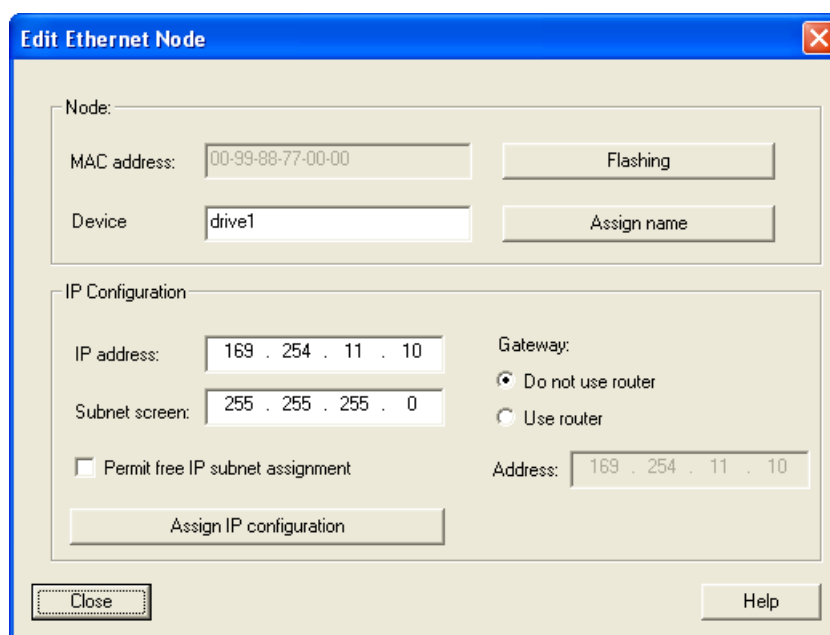 Edit Ethernet Node
Node:
MAC address: 00-99-88-77-00-00 Flashing
Device drive1 Assign name
IP Configuration
IP address: 169 . 254 . 11 . 10 Gateway:
Do not use router
Subnet screen: 255 . 255 . 255 . 0 Use router
Permit free IP subnet assignment Address: 169 . 254 . 11 . 10
Assign IP configuration
Close Help